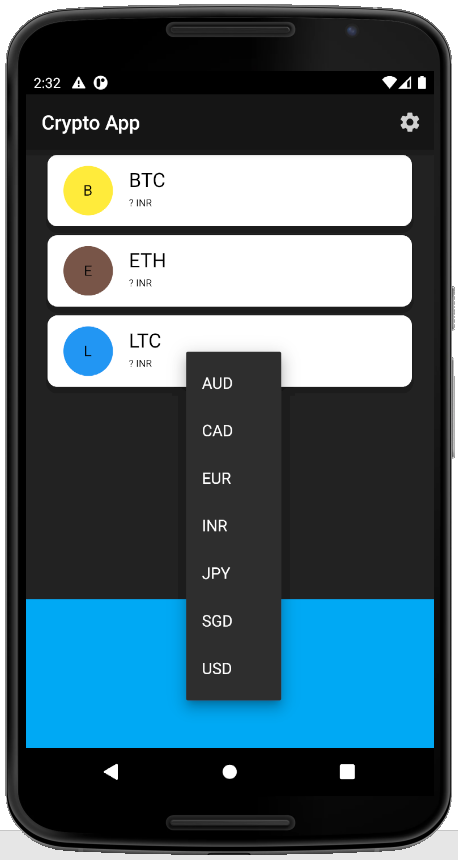 2:32
Crypto App
B
BTC
? INR
E
ETH
? INR
L
LTC
? INR
AUD
CAD
EUR
INR
JPY
SGD
USD